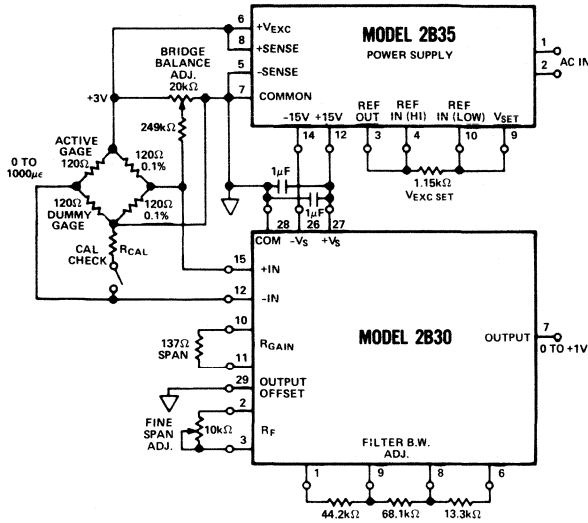 MODEL 2B35
POWER SUPPLY
6
+VEXC
8
+SENSE
5
-SENSE
7
COMMON
1
2
AC IN
BRIDGE
BALANCE
ADJ.
20kΩ
+3V
249kΩ
-15V
+15V
REF
OUT
REF
IN (HI)
REF
IN (LOW)
VSET
14
12
3
4
10
9
1.15kΩ
VEXC SET
0 TO
1000με
ACTIVE
GAGE
120Ω
120Ω
0.1%
120Ω
DUMMY
GAGE
120Ω
0.1%
1μF
1μF
CAL
CHECK
RCAL
28
26
27
COM
-VS
+VS
15
+IN
12
-IN
10
RGAIN
137Ω
SPAN
11
29
OUTPUT
OFFSET
2
RF
10kΩ
FINE
SPAN
ADJ.
3
MODEL 2B30
OUTPUT
7
0 TO +1V
FILTER B.W.
ADJ.
1
9
8
6
44.2kΩ
68.1kΩ
13.3kΩ